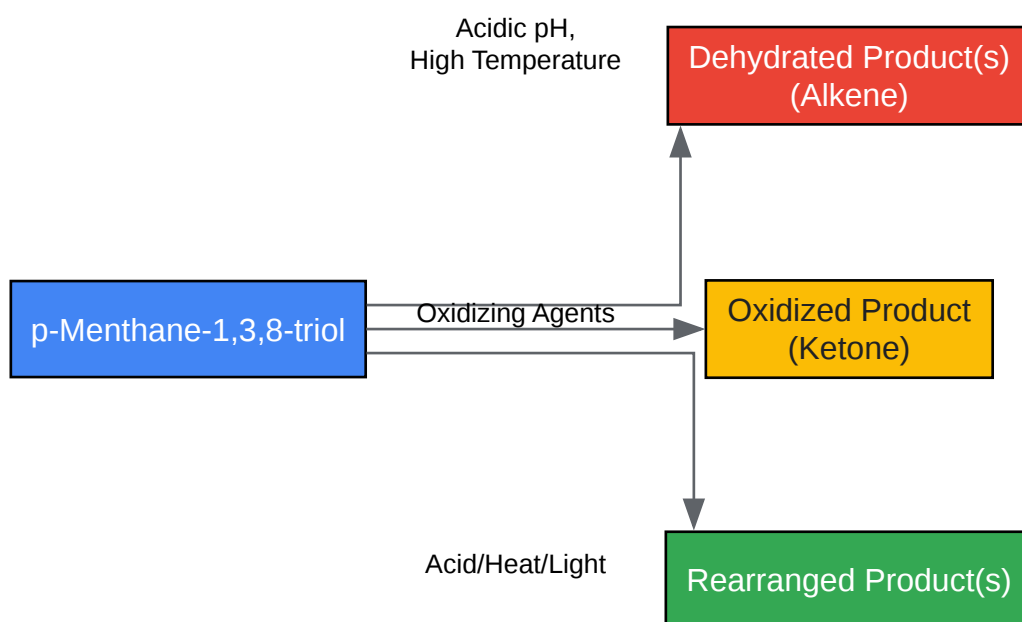 Acidic pH,
High Temperature
Dehydrated Product(s)
(Alkene)
p-Menthane-1,3,8-triol
Oxidizing Agents
Oxidized Product
(Ketone)
Acid/Heat/Light
Rearranged Product(s)